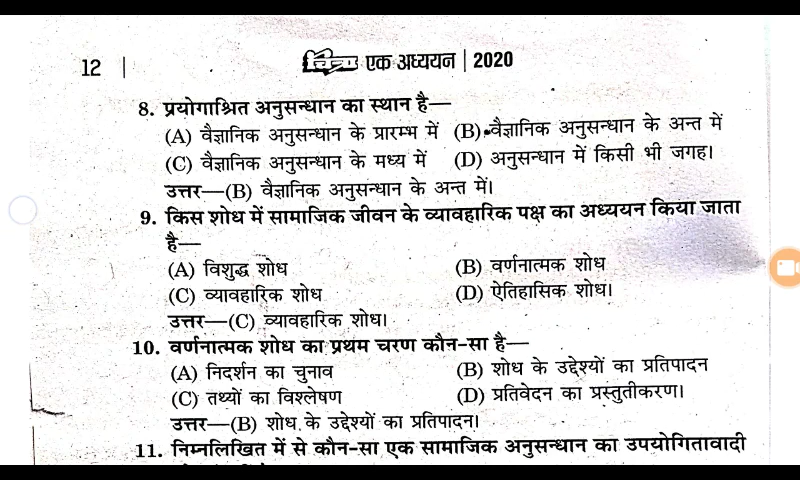 12 | चित्रा एक अध्ययन | 2020
8. प्रयोगाश्रित अनुसन्धान का स्थान है—
(A) वैज्ञानिक अनुसन्धान के प्रारम्भ में (B) वैज्ञानिक अनुसन्धान के अन्त में
(C) वैज्ञानिक अनुसन्धान के मध्य में (D) अनुसन्धान में किसी भी जगह।
उत्तर—(B) वैज्ञानिक अनुसन्धान के अन्त में।
9. किस शोध में सामाजिक जीवन के व्यावहारिक पक्ष का अध्ययन किया जाता
है—
(A) विशुद्ध शोध (B) वर्णनात्मक शोध
(C) व्यावहारिक शोध (D) ऐतिहासिक शोध।
उत्तर—(C) व्यावहारिक शोध।
10. वर्णनात्मक शोध का प्रथम चरण कौन-सा है—
(A) निदर्शन का चुनाव (B) शोध के उद्देश्यों का प्रतिपादन
(C) तथ्यों का विश्लेषण (D) प्रतिवेदन का प्रस्तुतीकरण।
उत्तर—(B) शोध के उद्देश्यों का प्रतिपादन।
11. निम्नलिखित में से कौन-सा एक सामाजिक अनुसन्धान का उपयोगितावादी